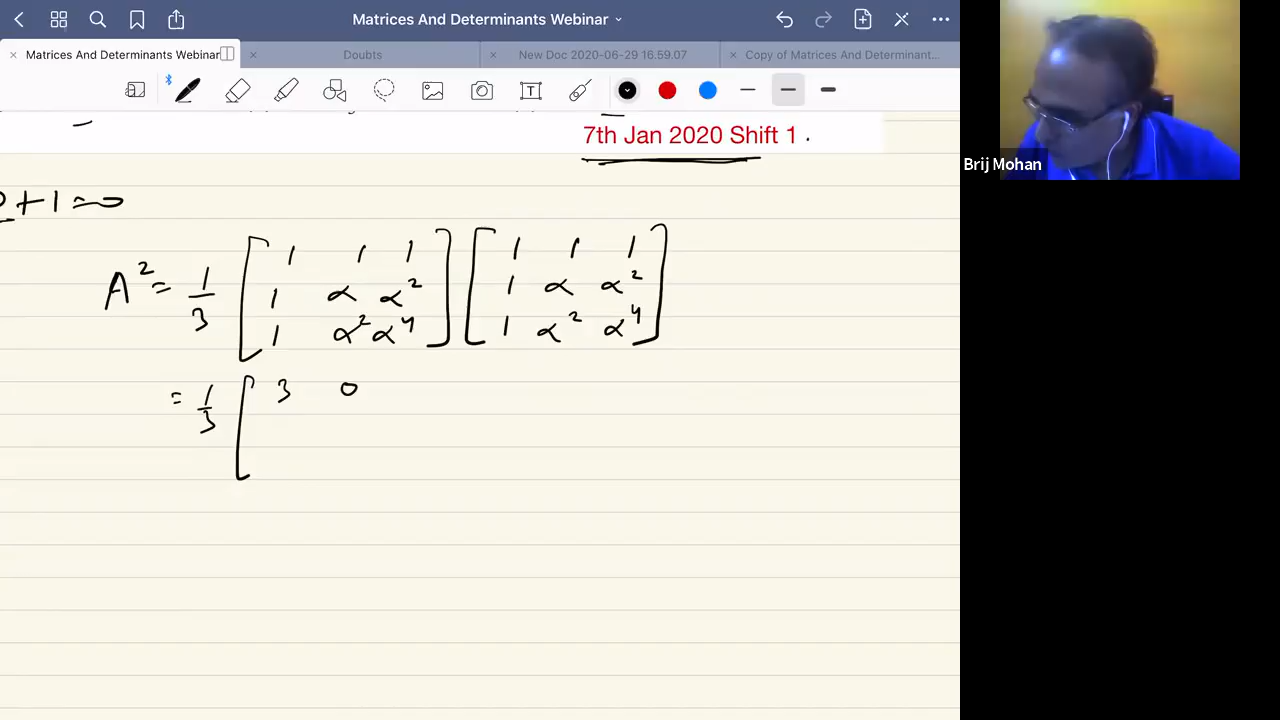 Matrices And Determinants Webinar
Matrices And Determinants Webinar
Doubts
New Doc 2020-06-29 16.59.07
Copy of Matrices And Determinant...
T
7th Jan 2020 Shift 1 .
Brij Mohan
+1=0
A² = 1/3 [ 1 1 1 ] [ 1 1 1 ]
1 α α² 1 α α²
1 α² α⁴ 1 α² α⁴
= 1/3 [ 3 0